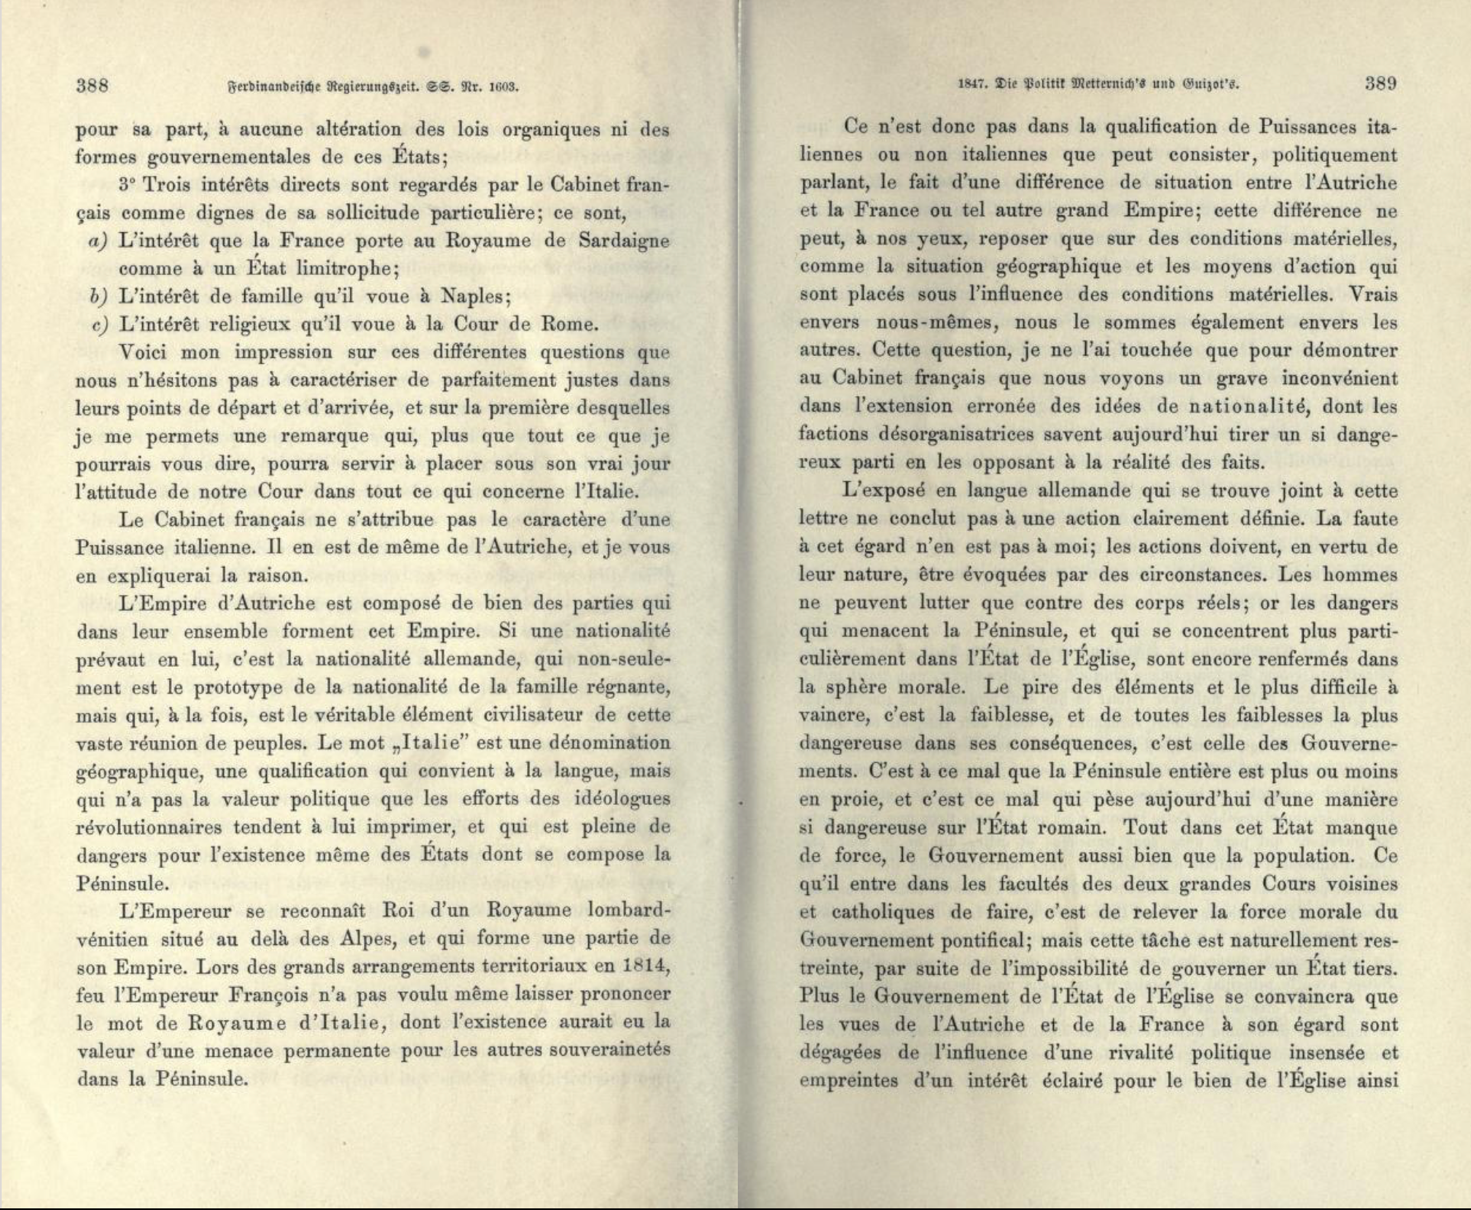 388 Ferdinandeische Regierungszeit. SS. Nr. 1603.
pour sa part, à aucune altération des lois organiques ni des
formes gouvernementales de ces États;
3° Trois intérêts directs sont regardés par le Cabinet fran-
çais comme dignes de sa sollicitude particulière; ce sont,
a) L'intérêt que la France porte au Royaume de Sardaigne
comme à un État limitrophe;
b) L'intérêt de famille qu'il voue à Naples;
c) L'intérêt religieux qu'il voue à la Cour de Rome.
Voici mon impression sur ces différentes questions que
nous n'hésitons pas à caractériser de parfaitement justes dans
leurs points de départ et d'arrivée, et sur la première desquelles
je me permets une remarque qui, plus que tout ce que je
pourrais vous dire, pourra servir à placer sous son vrai jour
l'attitude de notre Cour dans tout ce qui concerne l'Italie.
Le Cabinet français ne s'attribue pas le caractère d'une
Puissance italienne. Il en est de même de l'Autriche, et je vous
en expliquerai la raison.
L'Empire d'Autriche est composé de bien des parties qui
dans leur ensemble forment cet Empire. Si une nationalité
prévaut en lui, c'est la nationalité allemande, qui non-seule-
ment est le prototype de la nationalité de la famille régnante,
mais qui, à la fois, est le véritable élément civilisateur de cette
vaste réunion de peuples. Le mot „Italie" est une dénomination
géographique, une qualification qui convient à la langue, mais
qui n'a pas la valeur politique que les efforts des idéologues
révolutionnaires tendent à lui imprimer, et qui est pleine de
dangers pour l'existence même des États dont se compose la
Péninsule.
L'Empereur se reconnaît Roi d'un Royaume lombard-
vénitien situé au delà des Alpes, et qui forme une partie de
son Empire. Lors des grands arrangements territoriaux en 1814,
feu l'Empereur François n'a pas voulu même laisser prononcer
le mot de Royaume d'Italie, dont l'existence aurait eu la
valeur d'une menace permanente pour les autres souverainetés
dans la Péninsule.
1847. Die Politik Metternich's und Guizot's. 389
Ce n'est donc pas dans la qualification de Puissances ita-
liennes ou non italiennes que peut consister, politiquement
parlant, le fait d'une différence de situation entre l'Autriche
et la France ou tel autre grand Empire; cette différence ne
peut, à nos yeux, reposer que sur des conditions matérielles,
comme la situation géographique et les moyens d'action qui
sont placés sous l'influence des conditions matérielles. Vrais
envers nous-mêmes, nous le sommes également envers les
autres. Cette question, je ne l'ai touchée que pour démontrer
au Cabinet français que nous voyons un grave inconvénient
dans l'extension erronée des idées de nationalité, dont les
factions désorganisatrices savent aujourd'hui tirer un si dange-
reux parti en les opposant à la réalité des faits.
L'exposé en langue allemande qui se trouve joint à cette
lettre ne conclut pas à une action clairement définie. La faute
à cet égard n'en est pas à moi; les actions doivent, en vertu de
leur nature, être évoquées par des circonstances. Les hommes
ne peuvent lutter que contre des corps réels; or les dangers
qui menacent la Péninsule, et qui se concentrent plus parti-
culièrement dans l'État de l'Église, sont encore renfermés dans
la sphère morale. Le pire des éléments et le plus difficile à
vaincre, c'est la faiblesse, et de toutes les faiblesses la plus
dangereuse dans ses conséquences, c'est celle des Gouverne-
ments. C'est à ce mal que la Péninsule entière est plus ou moins
en proie, et c'est ce mal qui pèse aujourd'hui d'une manière
si dangereuse sur l'État romain. Tout dans cet État manque
de force, le Gouvernement aussi bien que la population. Ce
qu'il entre dans les facultés des deux grandes Cours voisines
et catholiques de faire, c'est de relever la force morale du
Gouvernement pontifical; mais cette tâche est naturellement res-
treinte, par suite de l'impossibilité de gouverner un État tiers.
Plus le Gouvernement de l'État de l'Église se convaincra que
les vues de l'Autriche et de la France à son égard sont
dégagées de l'influence d'une rivalité politique insensée et
empreintes d'un intérêt éclairé pour le bien de l'Église ainsi